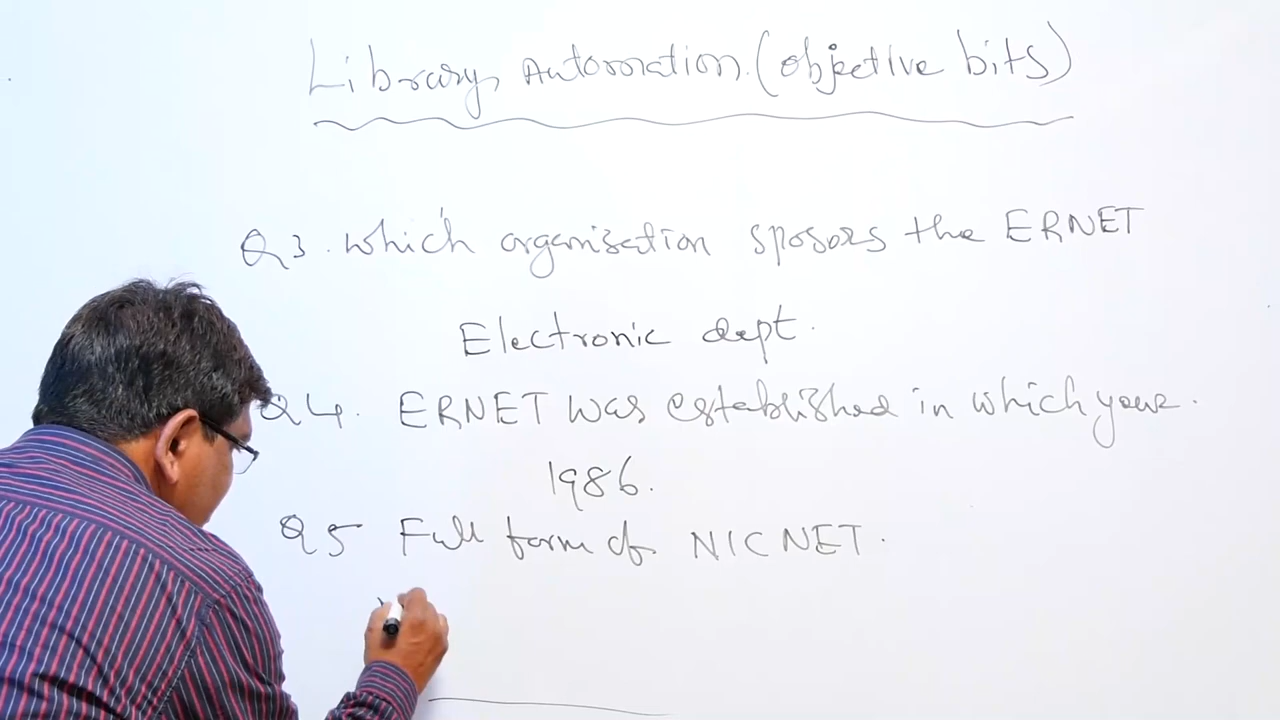 Library Automation. (objective bits)
Q3. which organisation sposors the ERNET
Electronic dept.
Q4. ERNET was established in which year.
1986.
Q5 Full form of NICNET.